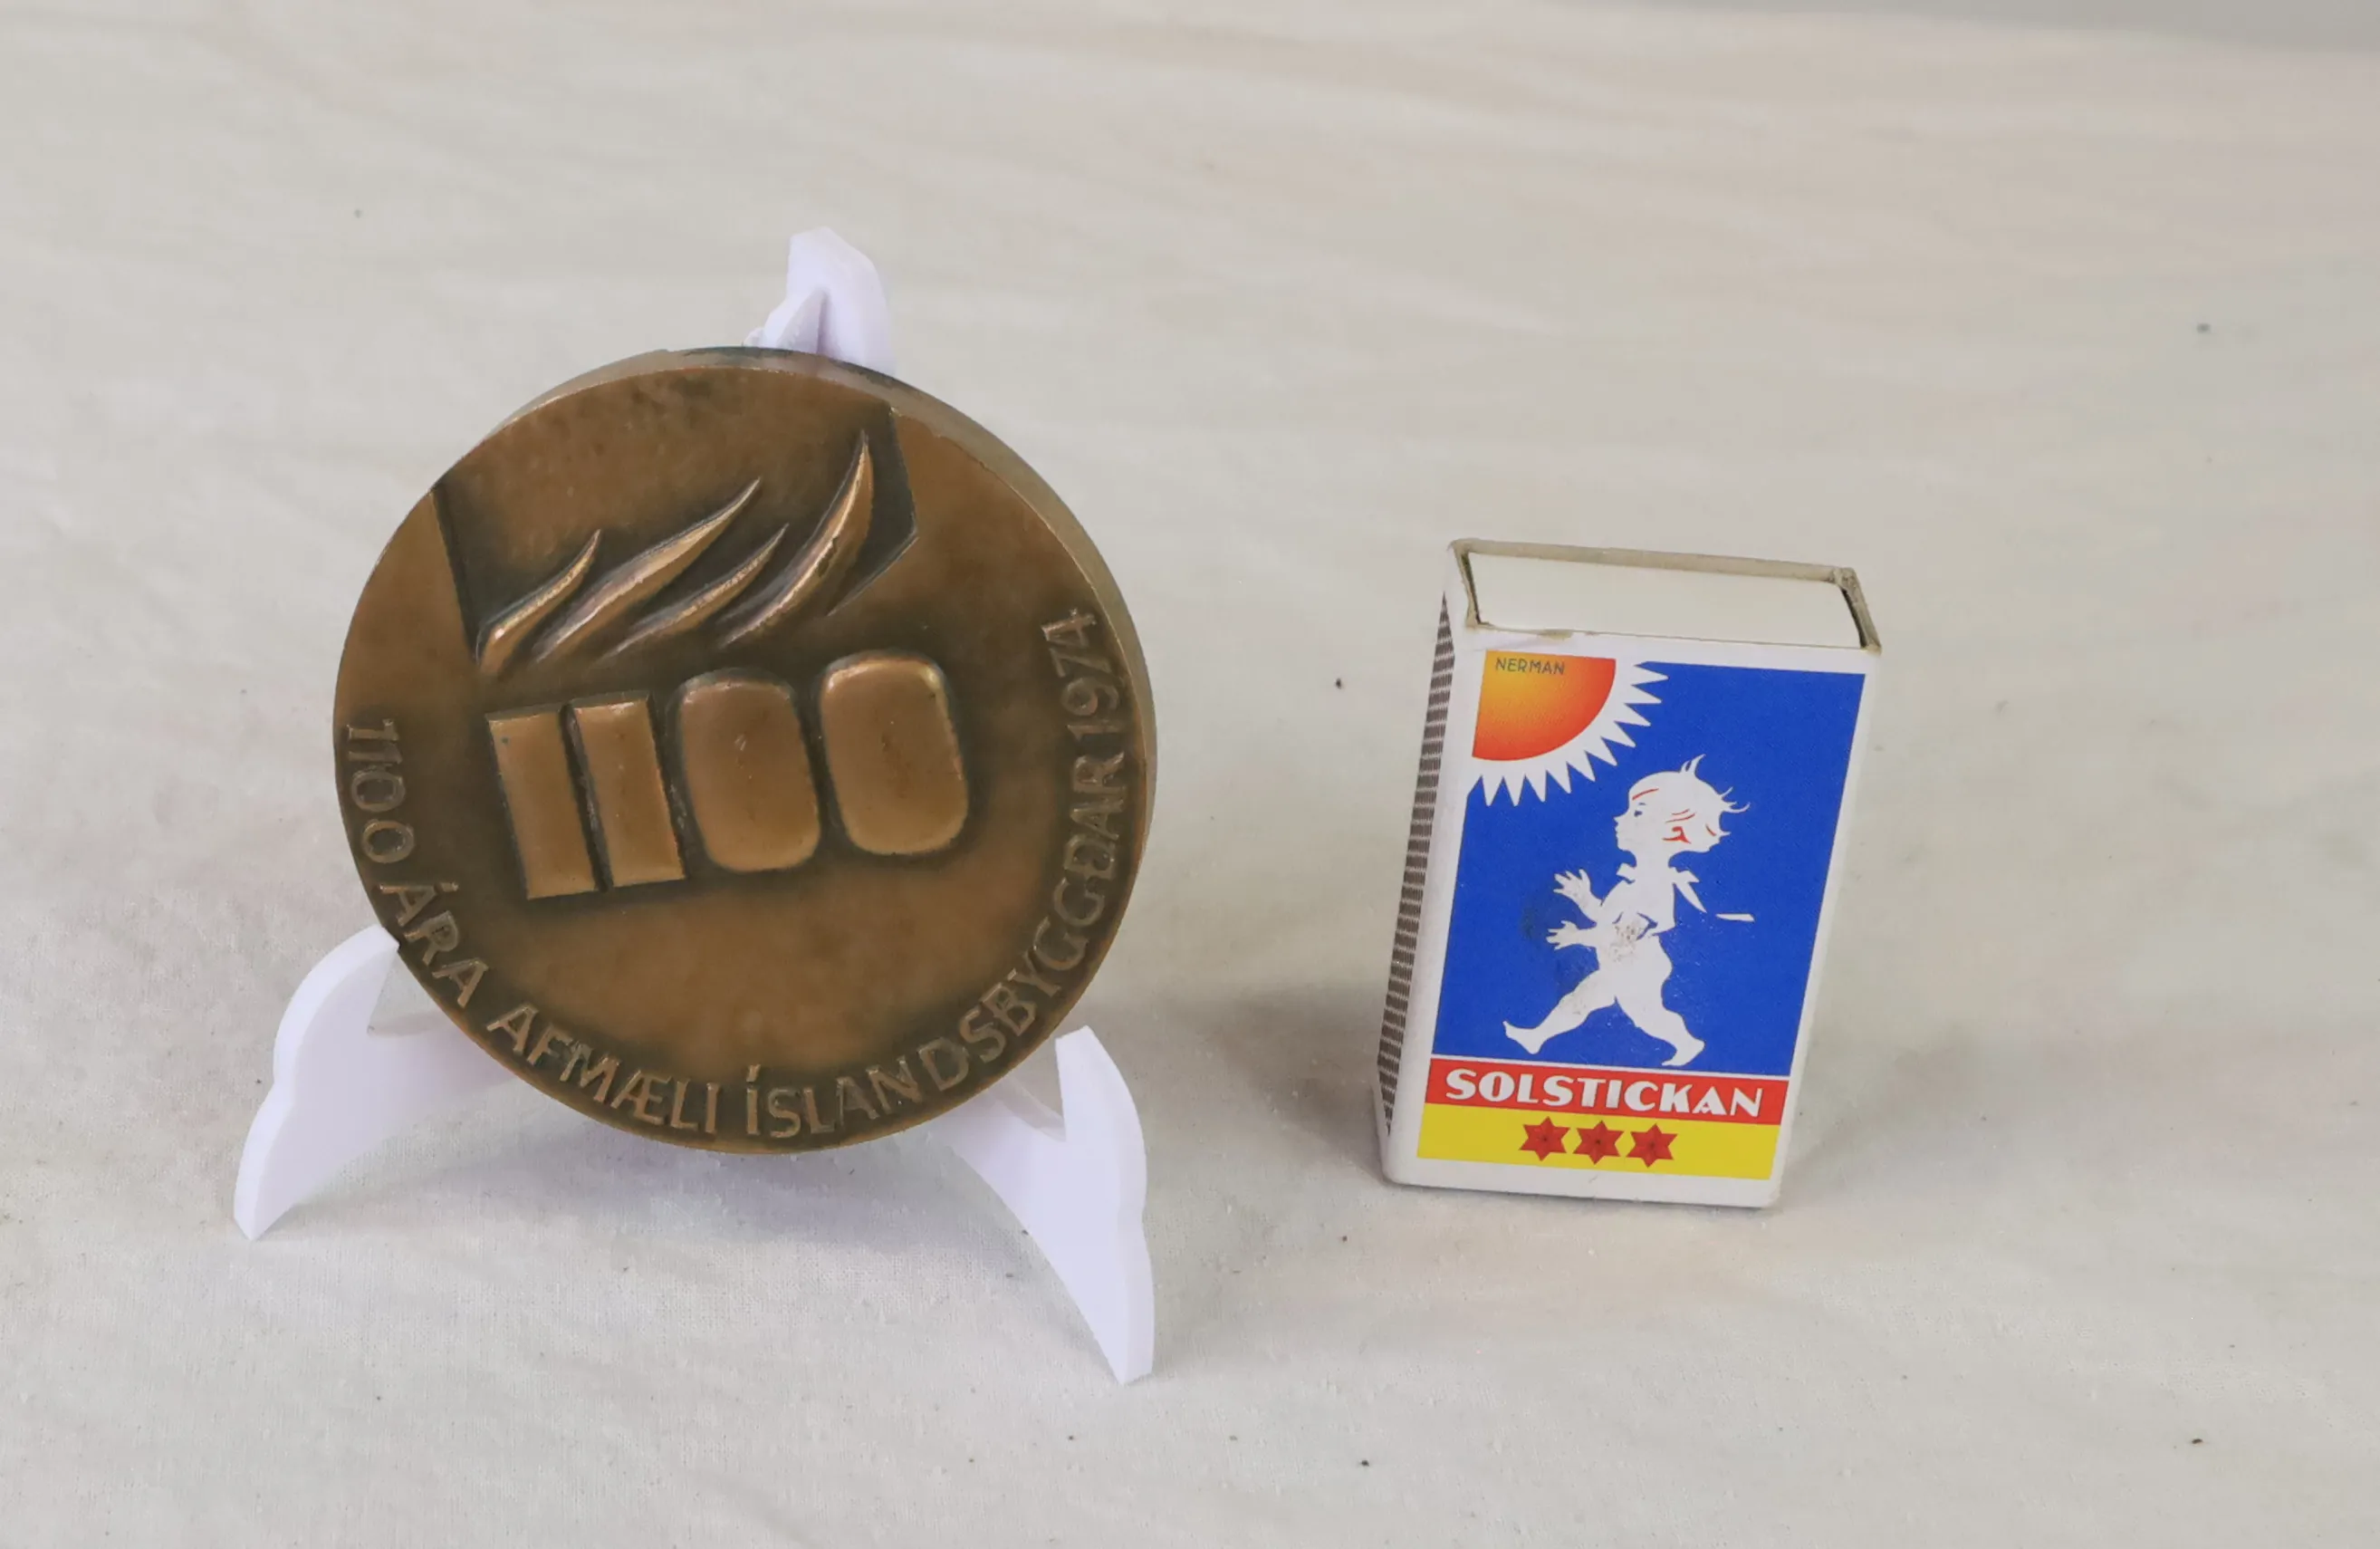 1100
1100 ÁRA AFMÆLI ÍSLANDSBYGGÐAR 1974
NERMAN
SOLSTICKAN